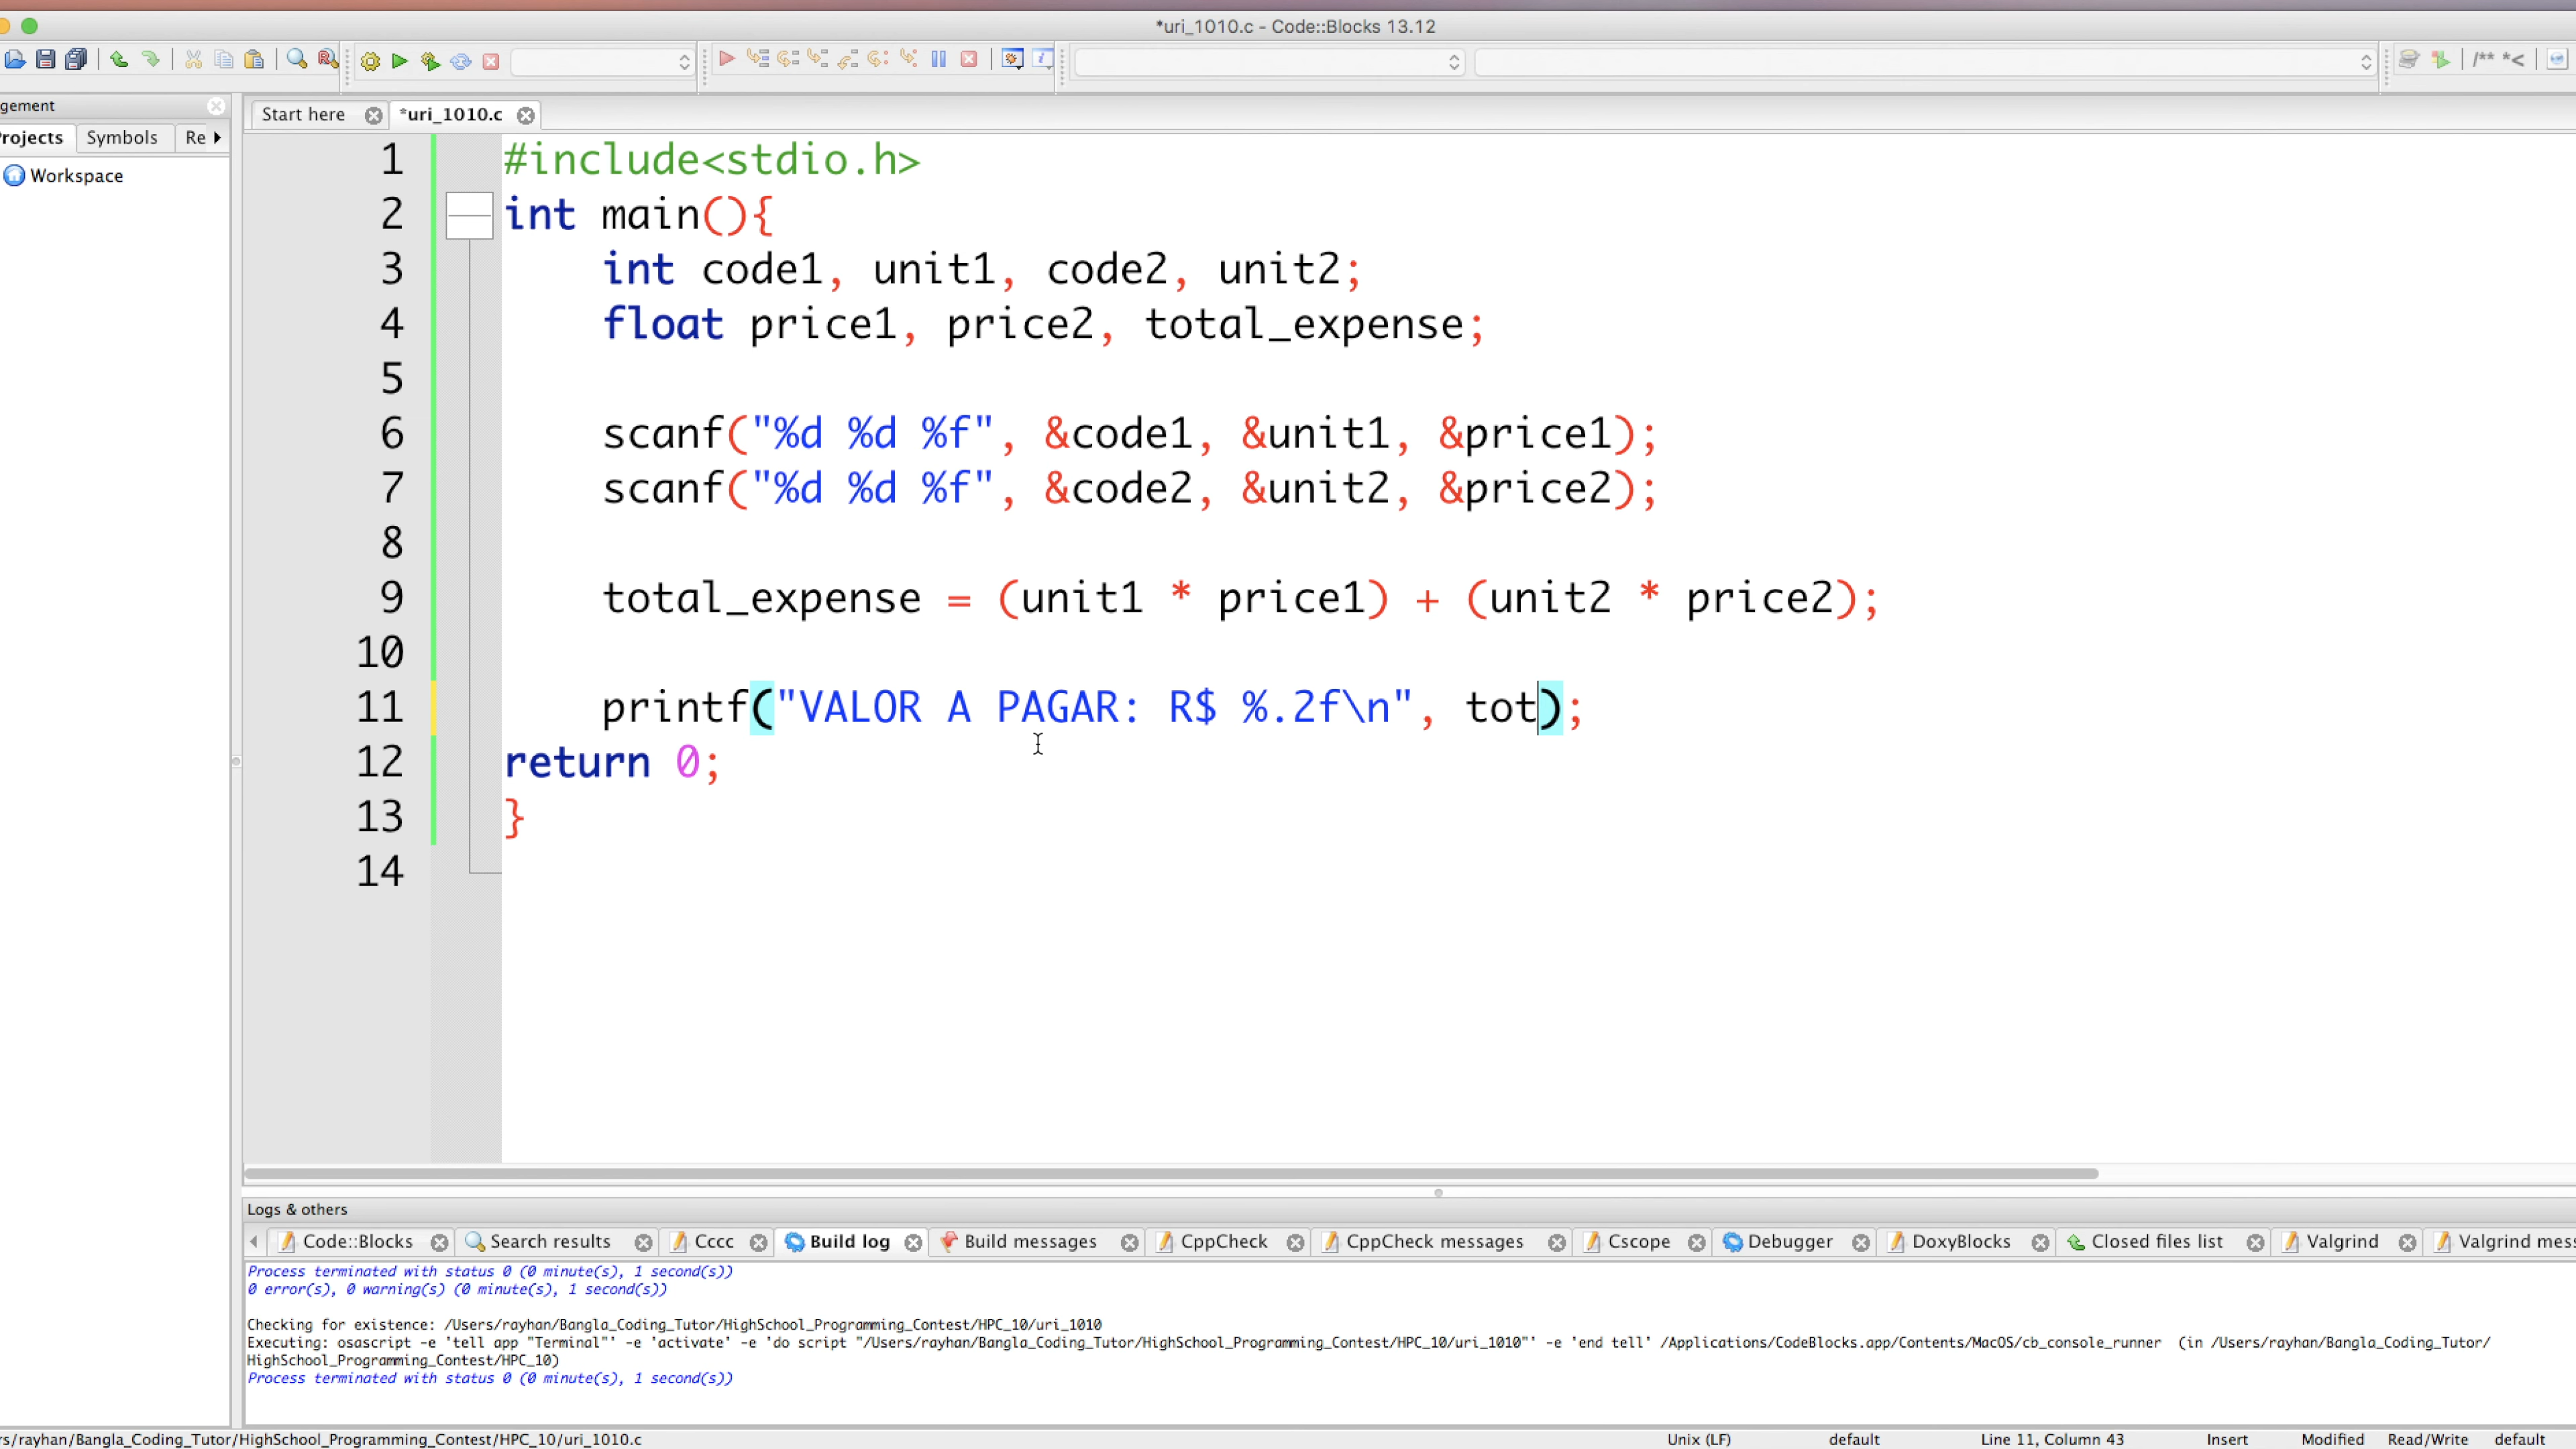 *uri_1010.c - Code::Blocks 13.12
/** *<
gement
rojects Symbols Re
Workspace
Start here *uri_1010.c
1 #include<stdio.h>
2 int main(){
3 int code1, unit1, code2, unit2;
4 float price1, price2, total_expense;
5
6 scanf("%d %d %f", &code1, &unit1, &price1);
7 scanf("%d %d %f", &code2, &unit2, &price2);
8
9 total_expense = (unit1 * price1) + (unit2 * price2);
10
11 printf("VALOR A PAGAR: R$ %.2f\n", tot);
12 return 0;
13 }
14
Logs & others
Code::Blocks Search results Cccc Build log Build messages CppCheck CppCheck messages Cscope Debugger DoxyBlocks Closed files list Valgrind Valgrind mess
Process terminated with status 0 (0 minute(s), 1 second(s))
0 error(s), 0 warning(s) (0 minute(s), 1 second(s))
Checking for existence: /Users/rayhan/Bangla_Coding_Tutor/HighSchool_Programming_Contest/HPC_10/uri_1010
Executing: osascript -e 'tell app "Terminal"' -e 'activate' -e 'do script "/Users/rayhan/Bangla_Coding_Tutor/HighSchool_Programming_Contest/HPC_10/uri_1010"' -e 'end tell' /Applications/CodeBlocks.app/Contents/MacOS/cb_console_runner (in /Users/rayhan/Bangla_Coding_Tutor/
HighSchool_Programming_Contest/HPC_10)
Process terminated with status 0 (0 minute(s), 1 second(s))
rs/rayhan/Bangla_Coding_Tutor/HighSchool_Programming_Contest/HPC_10/uri_1010.c Unix (LF) default Line 11, Column 43 Insert Modified Read/Write default